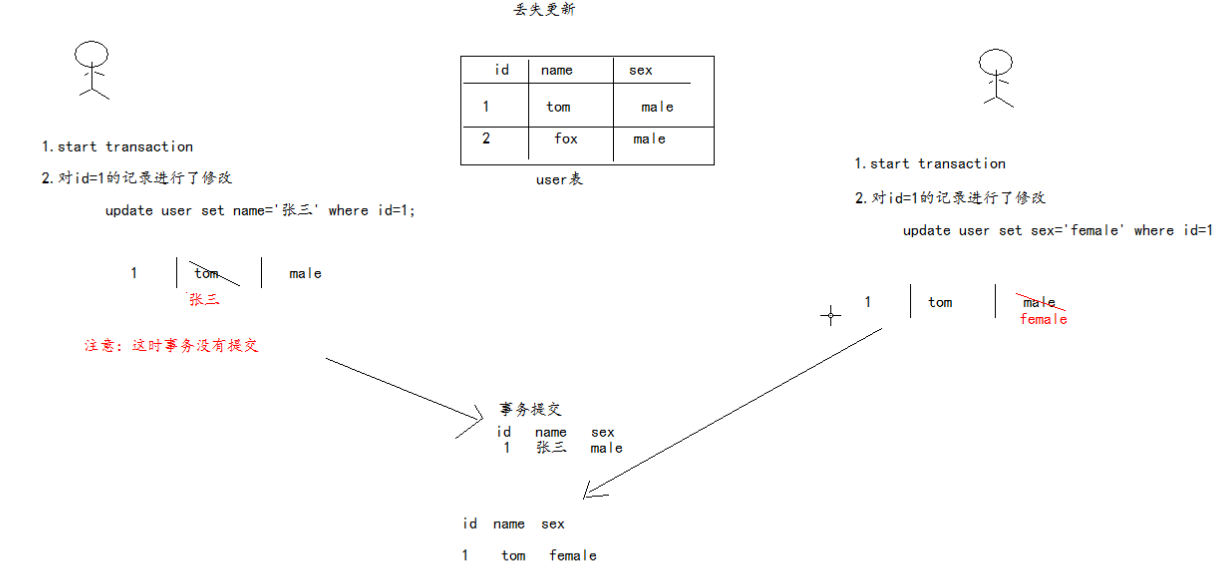 丢失更新
id name sex
1 tom male
2 fox male
user表
1.start transaction
2.对id=1的记录进行了修改
update user set name='张三' where id=1;
1 tom male
张三
注意：这时事务没有提交
1.start transaction
2.对id=1的记录进行了修改
update user set sex='female' where id=1
1 tom male
female
事务提交
id name sex
1 张三 male
id name sex
1 tom female